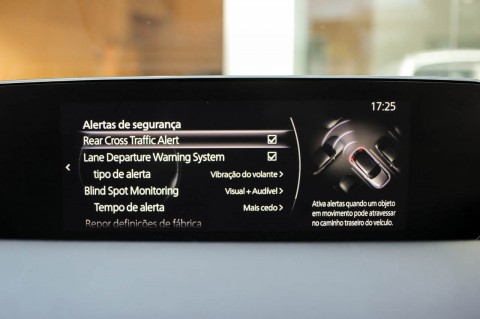 17:25
Alertas de segurança
Rear Cross Traffic Alert
Lane Departure Warning System
tipo de alerta Vibração do volante >
Blind Spot Monitoring Visual + Audível >
Tempo de alerta Mais cedo >
Repor definições de fábrica
Ativa alertas quando um objeto
em movimento pode atravessar
no caminho traseiro do veículo.